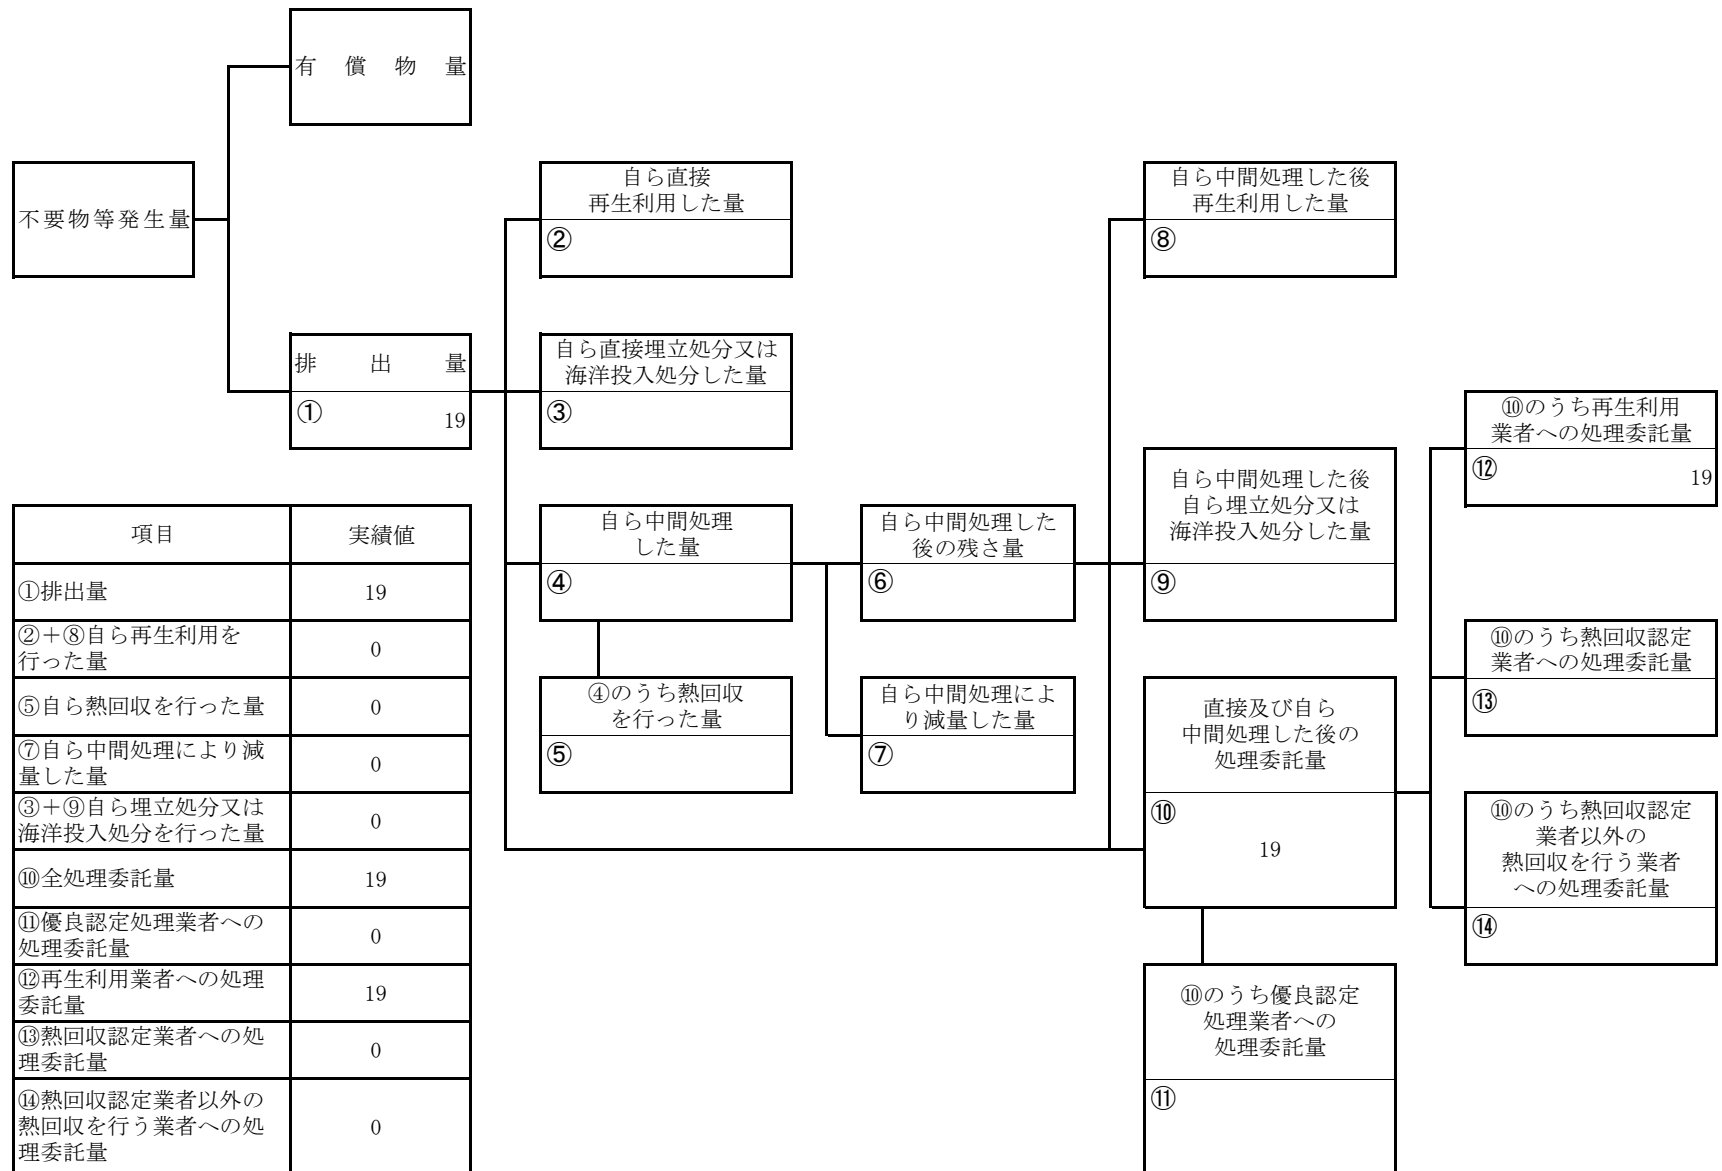 有償物量
不要物等発生量
排出量
①
19
自ら直接
再生利用した量
②
自ら直接埋立処分又は
海洋投入処分した量
③
自ら中間処理
した量
④
④のうち熱回収
を行った量
⑤
自ら中間処理した
後の残さ量
⑥
自ら中間処理によ
り減量した量
⑦
自ら中間処理した後
再生利用した量
⑧
自ら中間処理した後
自ら埋立処分又は
海洋投入処分した量
⑨
直接及び自ら
中間処理した後の
処理委託量
⑩
19
⑩のうち優良認定
処理業者への
処理委託量
⑪
⑩のうち再生利用
業者への処理委託量
⑫
19
⑩のうち熱回収認定
業者への処理委託量
⑬
⑩のうち熱回収認定
業者以外の
熱回収を行う業者
への処理委託量
⑭
項目 実績値
①排出量 19
②+⑧自ら再生利用を
行った量 0
⑤自ら熱回収を行った量 0
⑦自ら中間処理により減
量した量 0
③+⑨自ら埋立処分又は
海洋投入処分を行った量 0
⑩全処理委託量 19
⑪優良認定処理業者への
処理委託量 0
⑫再生利用業者への処理
委託量 19
⑬熱回収認定業者への処
理委託量 0
⑭熱回収認定業者以外の
熱回収を行う業者への処
理委託量 0